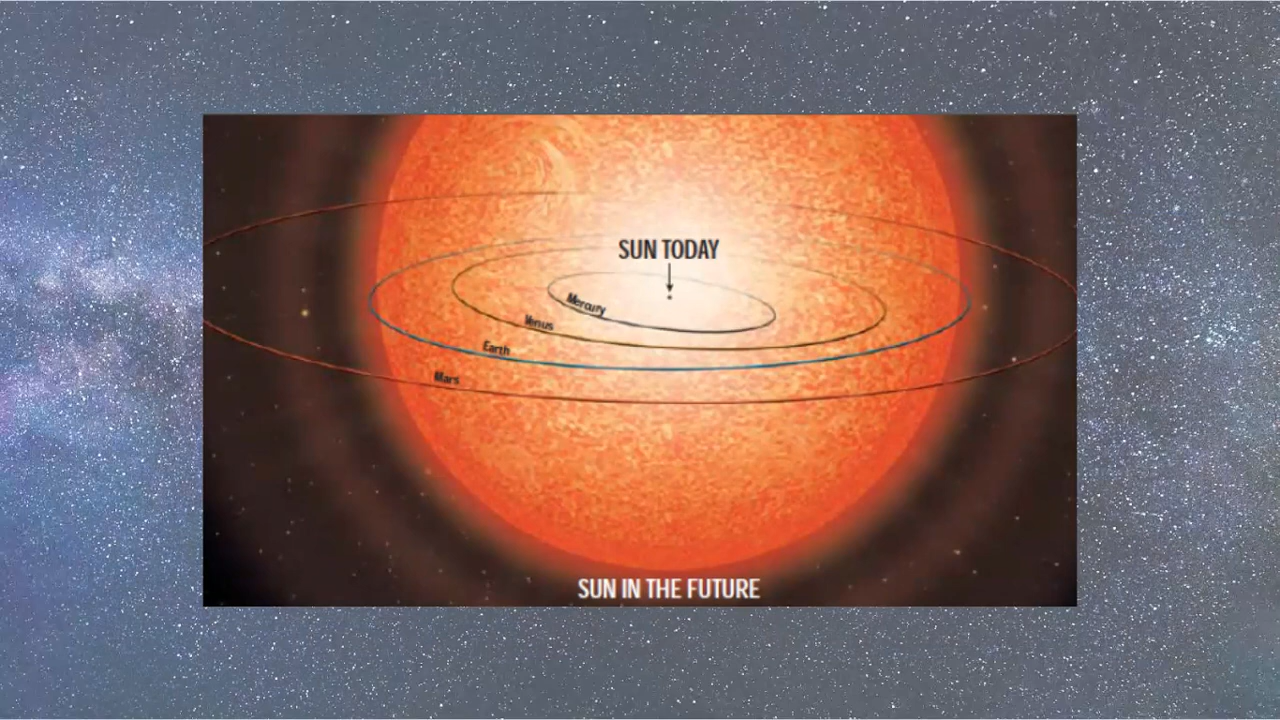 SUN TODAY
Mercury
Venus
Earth
Mars
SUN IN THE FUTURE